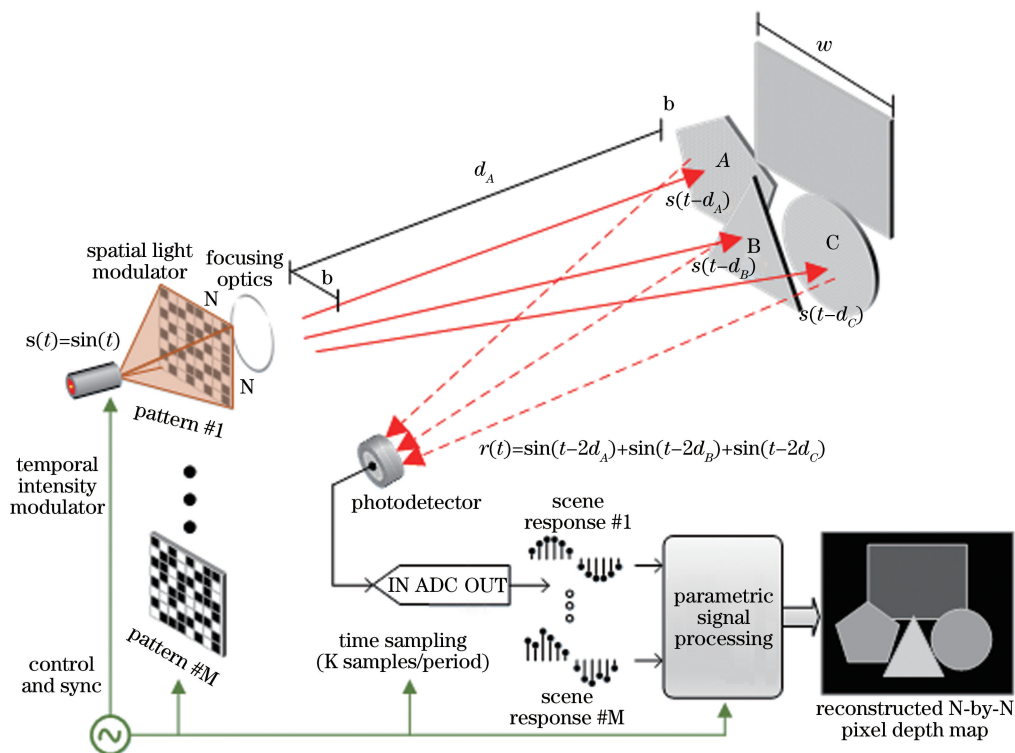 w
b
d_A
A
s(t−d_A)
spatial light
modulator
focusing
optics
N
b
B
s(t−d_B)
C
s(t−d_C)
s(t)=sin(t)
N
pattern #1
r(t)=sin(t−2d_A)+sin(t−2d_B)+sin(t−2d_C)
temporal
intensity
modulator
photodetector
scene
response #1
IN ADC OUT
parametric
signal
processing
time sampling
(K samples/period)
pattern #M
control
and sync
scene
response #M
reconstructed N-by-N
pixel depth map